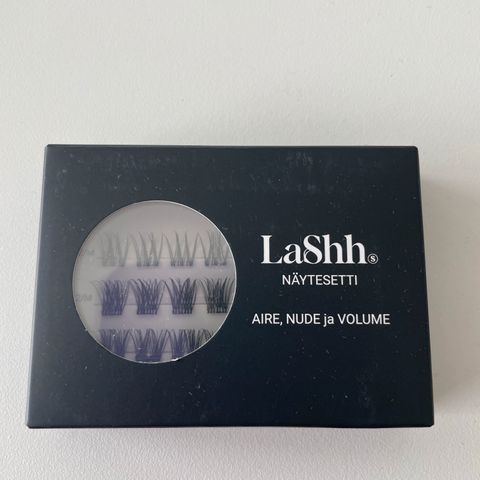 LaShh s
NÄYTESETTI
AIRE, NUDE ja VOLUME